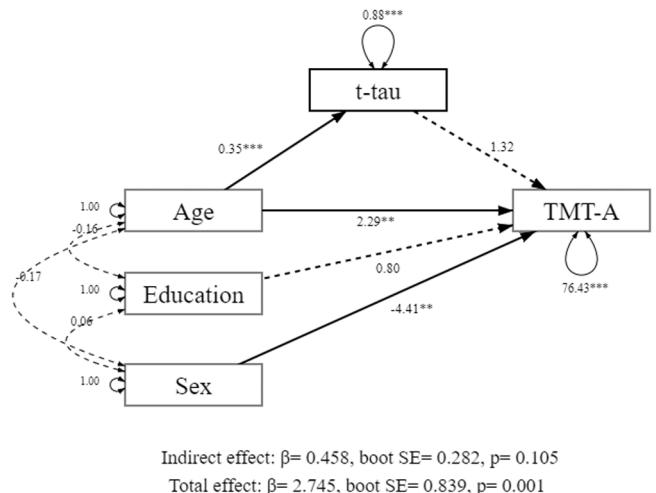 0.88***
t-tau
0.35***
1.32
1.00
Age
2.29**
TMT-A
-0.16
-0.17
1.00
Education
0.80
76.43***
0.06
-4.41**
1.00
Sex
Indirect effect: β= 0.458, boot SE= 0.282, p= 0.105
Total effect: β= 2.745, boot SE= 0.839, p= 0.001